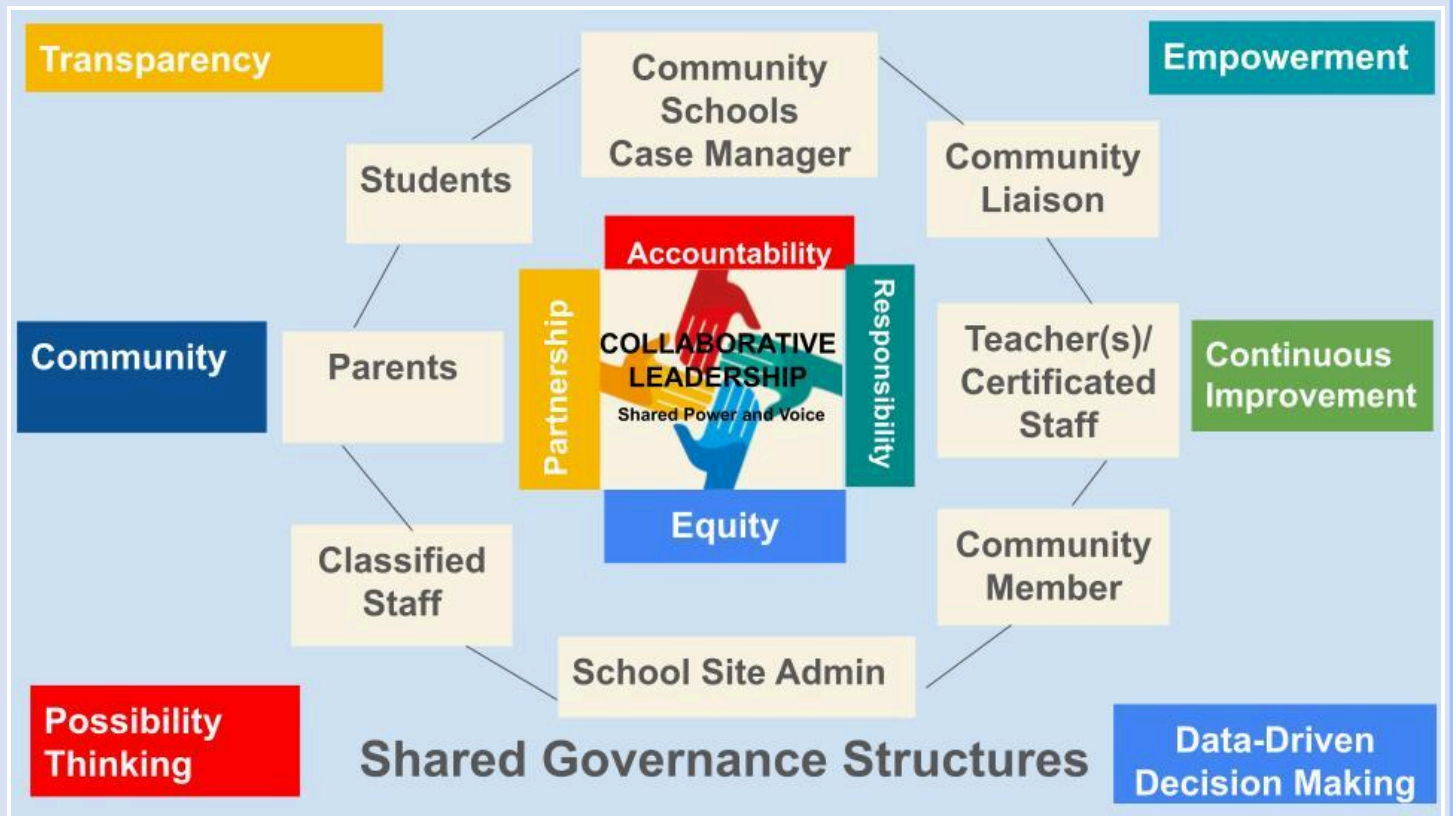 Transparency
Empowerment
Community
Schools
Case Manager
Students
Community
Liaison
Accountability
Partnership
COLLABORATIVE
LEADERSHIP
Shared Power and Voice
Responsibility
Community
Parents
Teacher(s)/
Certificated
Staff
Continuous
Improvement
Equity
Classified
Staff
Community
Member
School Site Admin
Possibility
Thinking
Shared Governance Structures
Data-Driven
Decision Making